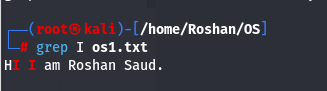 ┌──(root㉿kali)-[/home/Roshan/OS]
└─# grep I os1.txt
HI I am Roshan Saud.